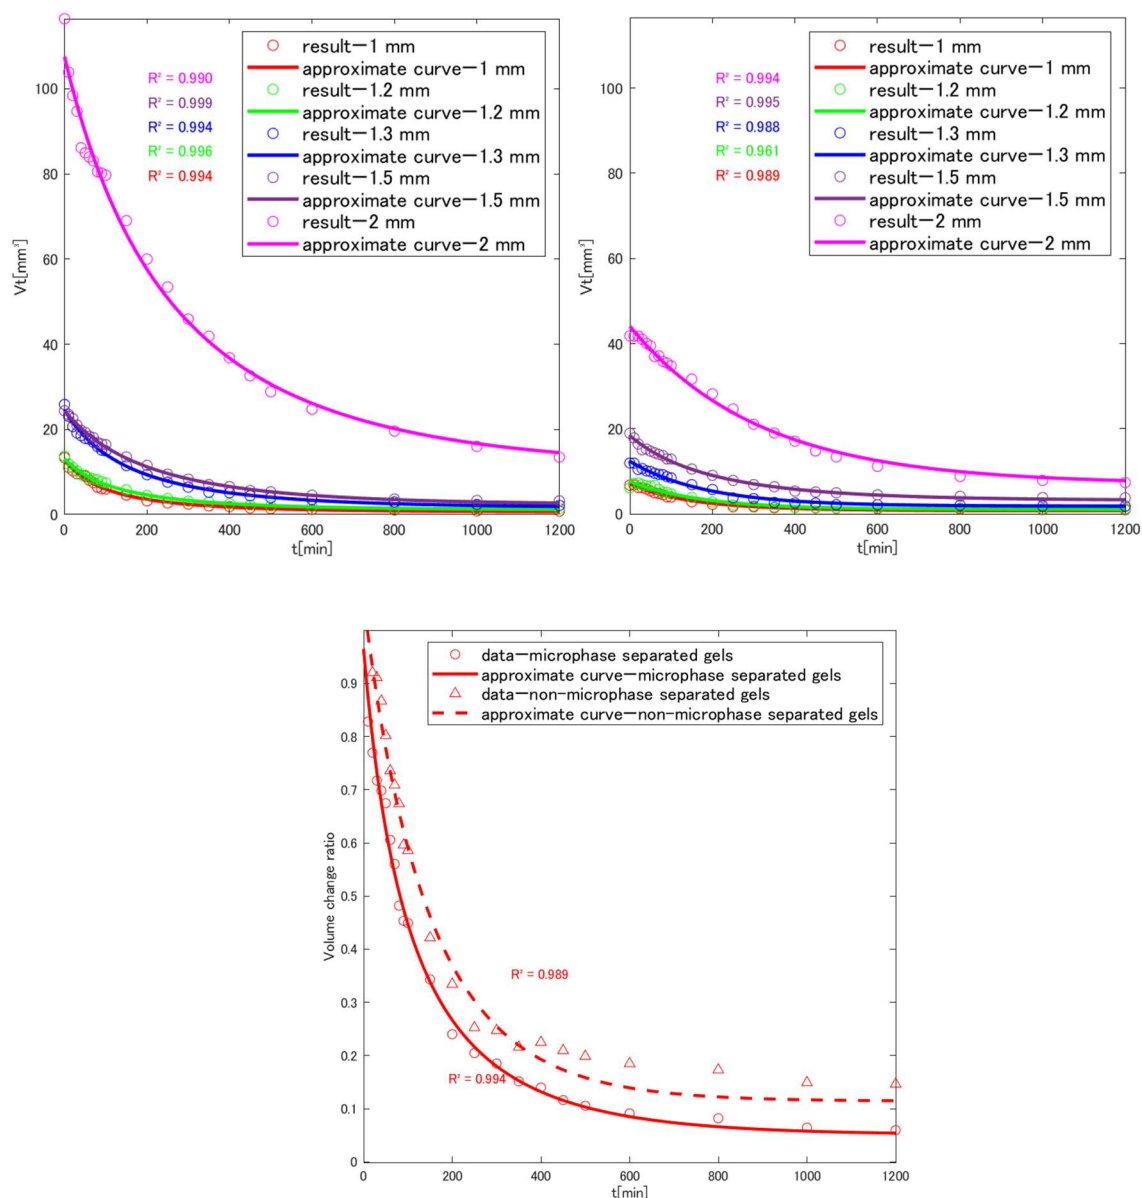 100
80
60
40
20
0
Vt[mm³]
R² = 0.990
R² = 0.999
R² = 0.994
R² = 0.996
R² = 0.994
result－1 mm
approximate curve－1 mm
result－1.2 mm
approximate curve－1.2 mm
result－1.3 mm
approximate curve－1.3 mm
result－1.5 mm
approximate curve－1.5 mm
result－2 mm
approximate curve－2 mm
0 200 400 600 800 1000 1200
t[min]
100
80
60
40
20
0
Vt[mm³]
R² = 0.994
R² = 0.995
R² = 0.988
R² = 0.961
R² = 0.989
result－1 mm
approximate curve－1 mm
result－1.2 mm
approximate curve－1.2 mm
result－1.3 mm
approximate curve－1.3 mm
result－1.5 mm
approximate curve－1.5 mm
result－2 mm
approximate curve－2 mm
0 200 400 600 800 1000 1200
t[min]
0.9
0.8
0.7
0.6
0.5
0.4
0.3
0.2
0.1
0
Volume change ratio
data－microphase separated gels
approximate curve－microphase separated gels
data－non-microphase separated gels
approximate curve－non-microphase separated gels
R² = 0.989
R² = 0.994
0 200 400 600 800 1000 1200
t[min]